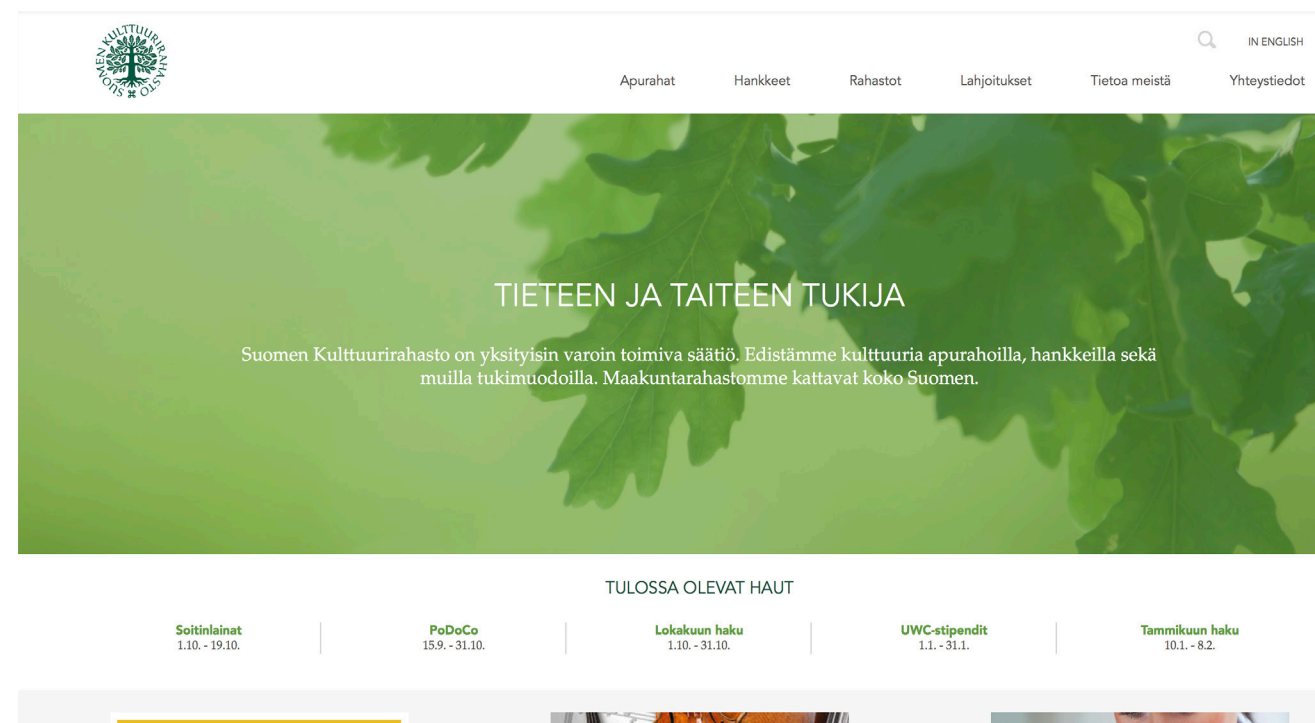 SUOMEN KULTTUURIRAHASTO
IN ENGLISH
Apurahat Hankkeet Rahastot Lahjoitukset Tietoa meistä Yhteystiedot
TIETEEN JA TAITEEN TUKIJA
Suomen Kulttuurirahasto on yksityisin varoin toimiva säätiö. Edistämme kulttuuria apurahoilla, hankkeilla sekä
muilla tukimuodoilla. Maakuntarahastomme kattavat koko Suomen.
TULOSSA OLEVAT HAUT
Soitinlainat PoDoCo Lokakuun haku UWC-stipendit Tammikuun haku
1.10. - 19.10. 15.9. - 31.10. 1.10. - 31.10. 1.1. - 31.1. 10.1. - 8.2.